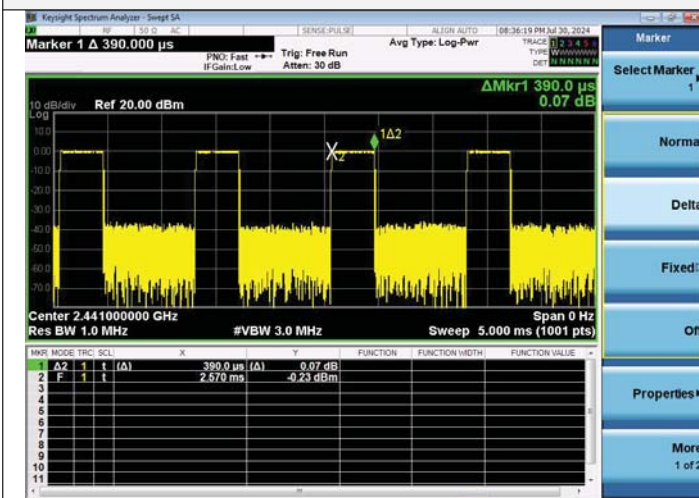 Keysight Spectrum Analyzer - Swept SA
RF 50 Ω AC SENSE:PULSE ALIGN AUTO 08:36:19 PM Jul 30, 2024
Marker 1 Δ 390.000 µs
PNO: Fast Trig: Free Run Avg Type: Log-Pwr TRACE 1 2 3 4 5 6
IFGain:Low Atten: 30 dB TYPE
DET N N N N N N
ΔMkr1 390.0 µs
0.07 dB
10 dB/div Ref 20.00 dBm
Log
10.0
0.00
-10.0
-20.0
-30.0
-40.0
-50.0
-60.0
-70.0
X2
1Δ2
Center 2.441000000 GHz Span 0 Hz
Res BW 1.0 MHz #VBW 3.0 MHz Sweep 5.000 ms (1001 pts)
MKR MODE TRC SCL X Y FUNCTION FUNCTION WIDTH FUNCTION VALUE
1 Δ2 1 t (Δ) 390.0 µs (Δ) 0.07 dB
2 F 1 t 2.570 ms -0.23 dBm
3
4
5
6
7
8
9
10
11
Marker
Select Marker
1
Norma
Delta
Fixed
Of
Properties
More
1 of 2